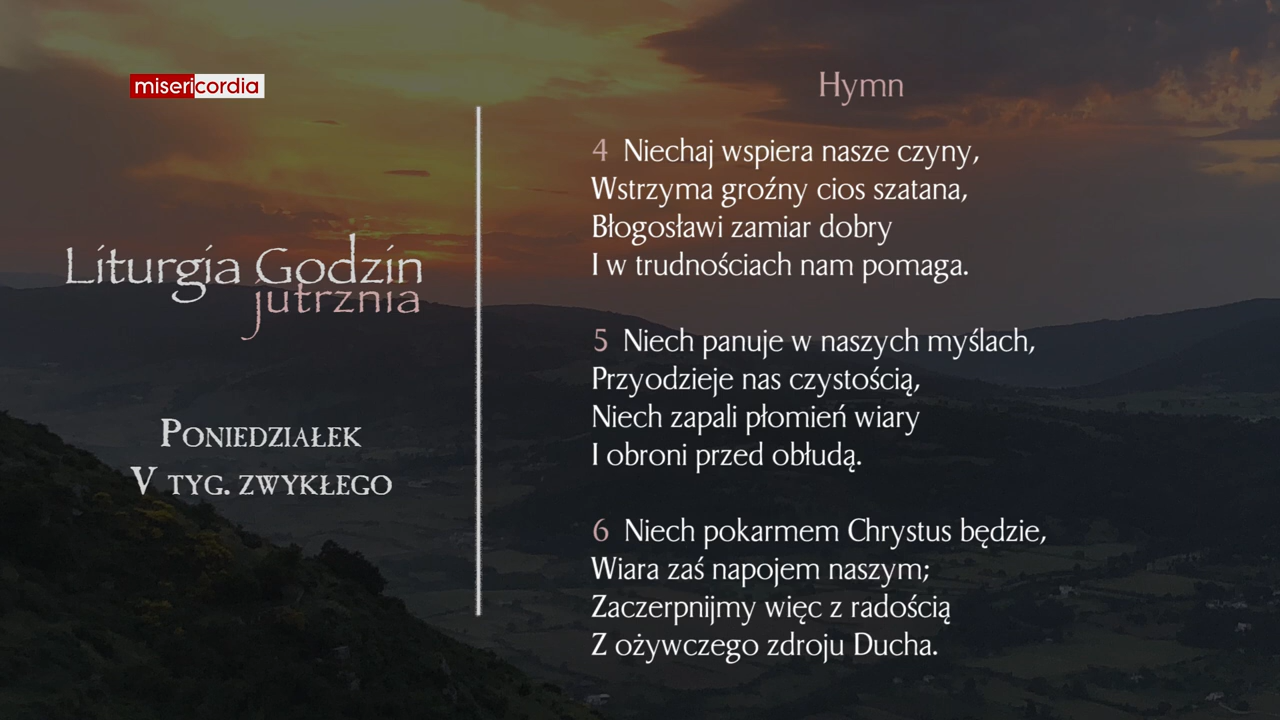 misericordia
Liturgia Godzin
jutrznia
Poniedziałek
V tyg. zwykłego
Hymn
4 Niechaj wspiera nasze czyny,
Wstrzyma groźny cios szatana,
Błogosławi zamiar dobry
I w trudnościach nam pomaga.
5 Niech panuje w naszych myślach,
Przyodzieje nas czystością,
Niech zapali płomień wiary
I obroni przed obłudą.
6 Niech pokarmem Chrystus będzie,
Wiara zaś napojem naszym;
Zaczerpnijmy więc z radością
Z ożywczego zdroju Ducha.